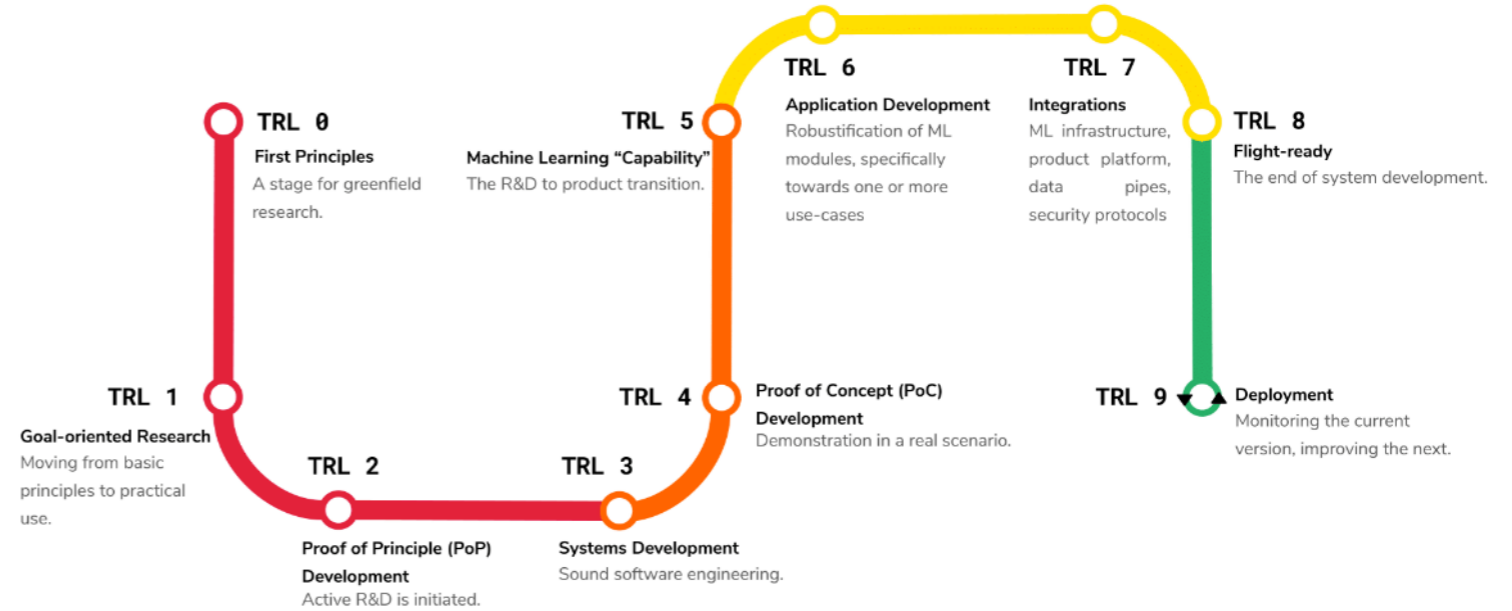 TRL 0
First Principles
A stage for greenfield
research.
TRL 1
Goal-oriented Research
Moving from basic
principles to practical
use.
TRL 2
Proof of Principle (PoP)
Development
Active R&D is initiated.
TRL 3
Systems Development
Sound software engineering.
TRL 4
Proof of Concept (PoC)
Development
Demonstration in a real scenario.
TRL 5
Machine Learning “Capability”
The R&D to product transition.
TRL 6
Application Development
Robustification of ML
modules, specifically
towards one or more
use-cases
TRL 7
Integrations
ML infrastructure,
product platform,
data pipes,
security protocols
TRL 8
Flight-ready
The end of system development.
TRL 9
Deployment
Monitoring the current
version, improving the next.